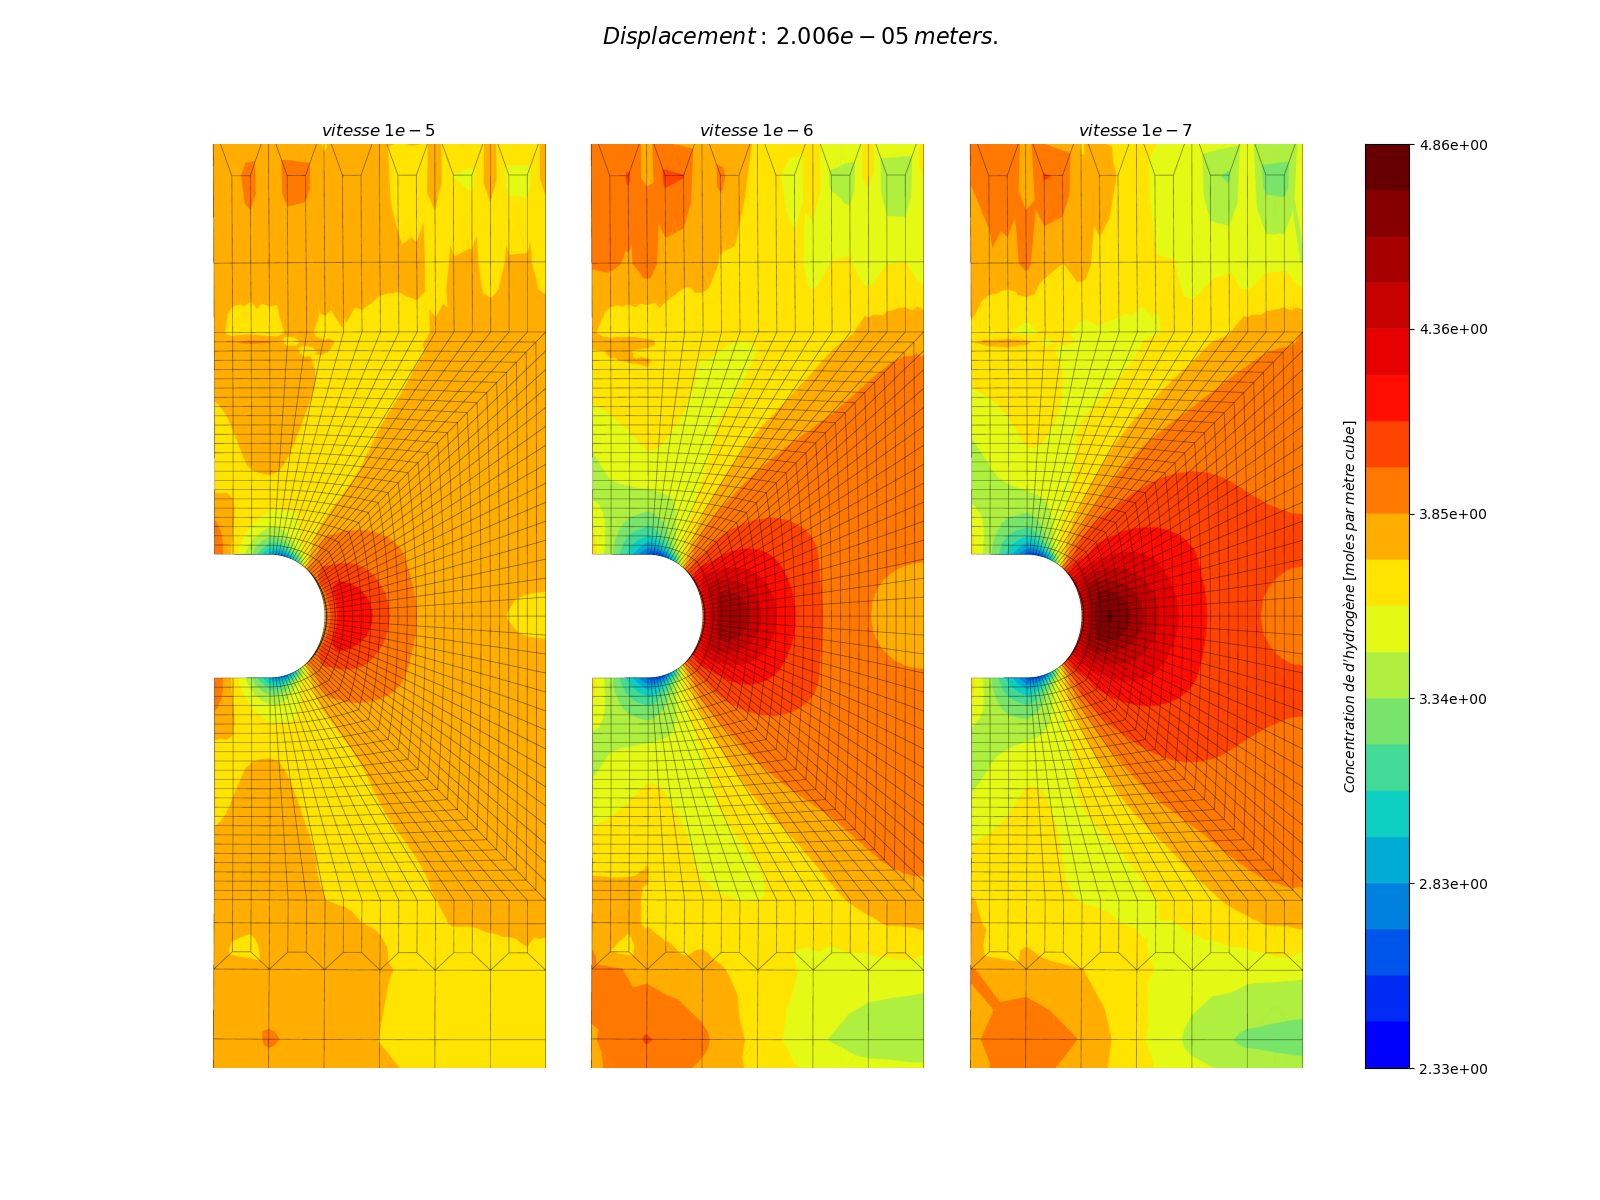 Displacement : 2.006e − 05 meters.
vitesse 1e − 5
vitesse 1e − 6
vitesse 1e − 7
4.86e+00
4.36e+00
3.85e+00
3.34e+00
2.83e+00
2.33e+00
Concentration de d'hydrogène [moles par mètre cube]